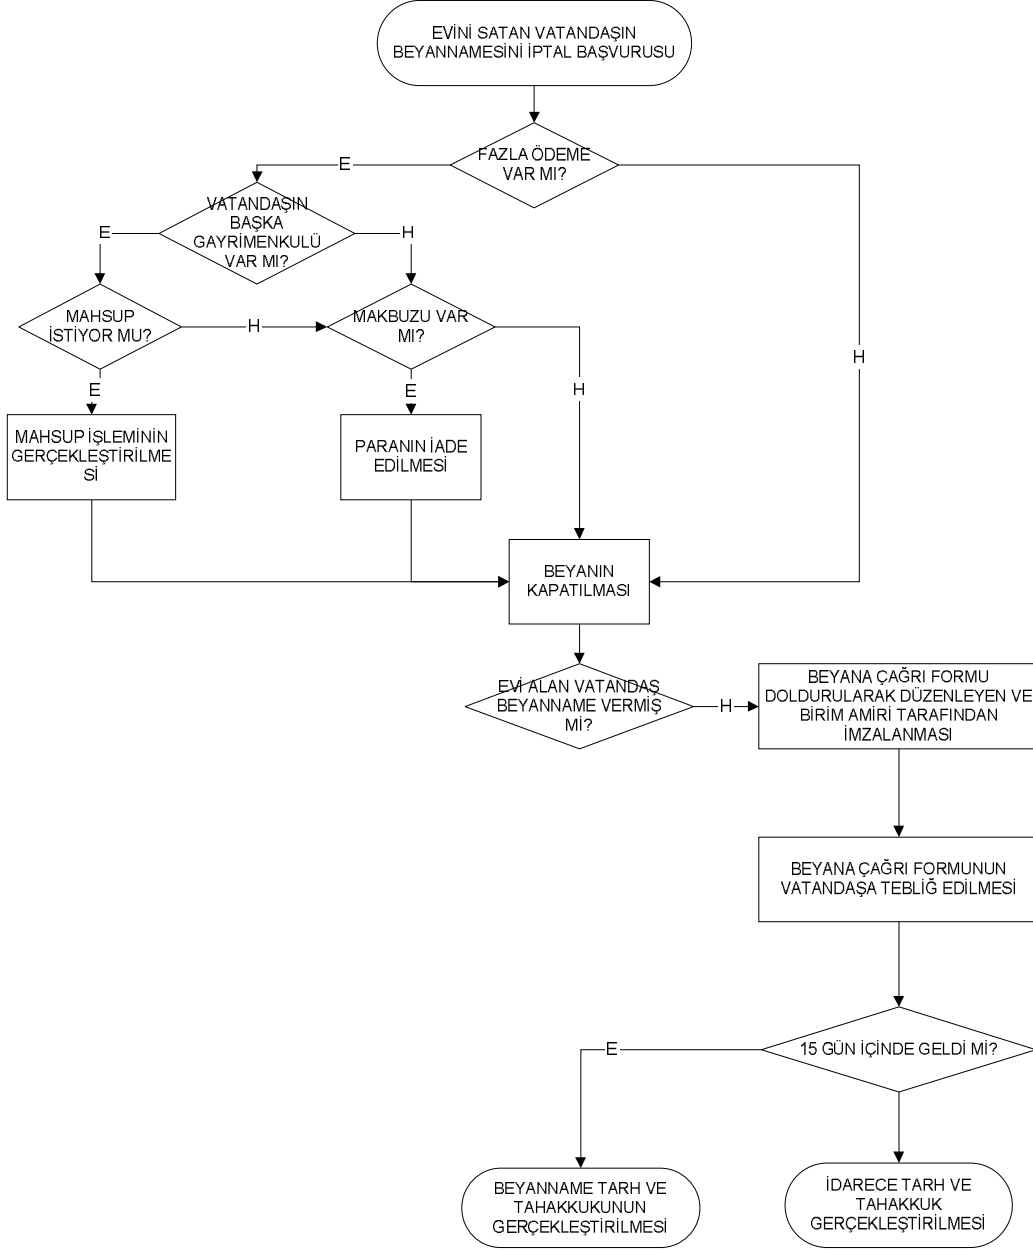 EVİNİ SATAN VATANDAŞIN
BEYANNAMESİNİ İPTAL BAŞVURUSU
FAZLA ÖDEME
VAR MI?
E
VATANDAŞIN
BAŞKA
GAYRİMENKULÜ
VAR MI?
E
H
MAHSUP
İSTİYOR MU?
H
MAKBUZU VAR
MI?
H
E
E
H
MAHSUP İŞLEMİNİN
GERÇEKLEŞTİRİLME
Sİ
PARANIN İADE
EDİLMESİ
BEYANIN
KAPATILMASI
EVİ ALAN VATANDAŞ
BEYANNAME VERMİŞ
Mİ?
H
BEYANA ÇAĞRI FORMU
DOLDURULARAK DÜZENLEYEN VE
BİRİM AMİRİ TARAFINDAN
İMZALANMASI
BEYANA ÇAĞRI FORMUNUN
VATANDAŞA TEBLİĞ EDİLMESİ
15 GÜN İÇİNDE GELDİ Mİ?
E
BEYANNAME TARH VE
TAHAKKUKUNUN
GERÇEKLEŞTİRİLMESİ
İDARECE TARH VE
TAHAKKUK
GERÇEKLEŞTİRİLMESİ